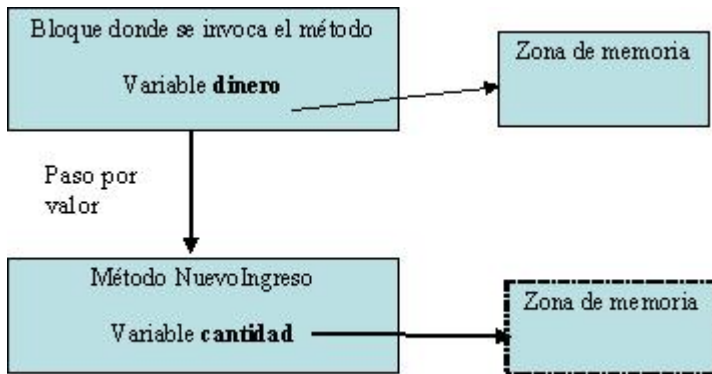 Bloque donde se invoca el método
Variable dinero
Zona de memoria
Paso por
valor
Método NuevoIngreso
Variable cantidad
Zona de memoria